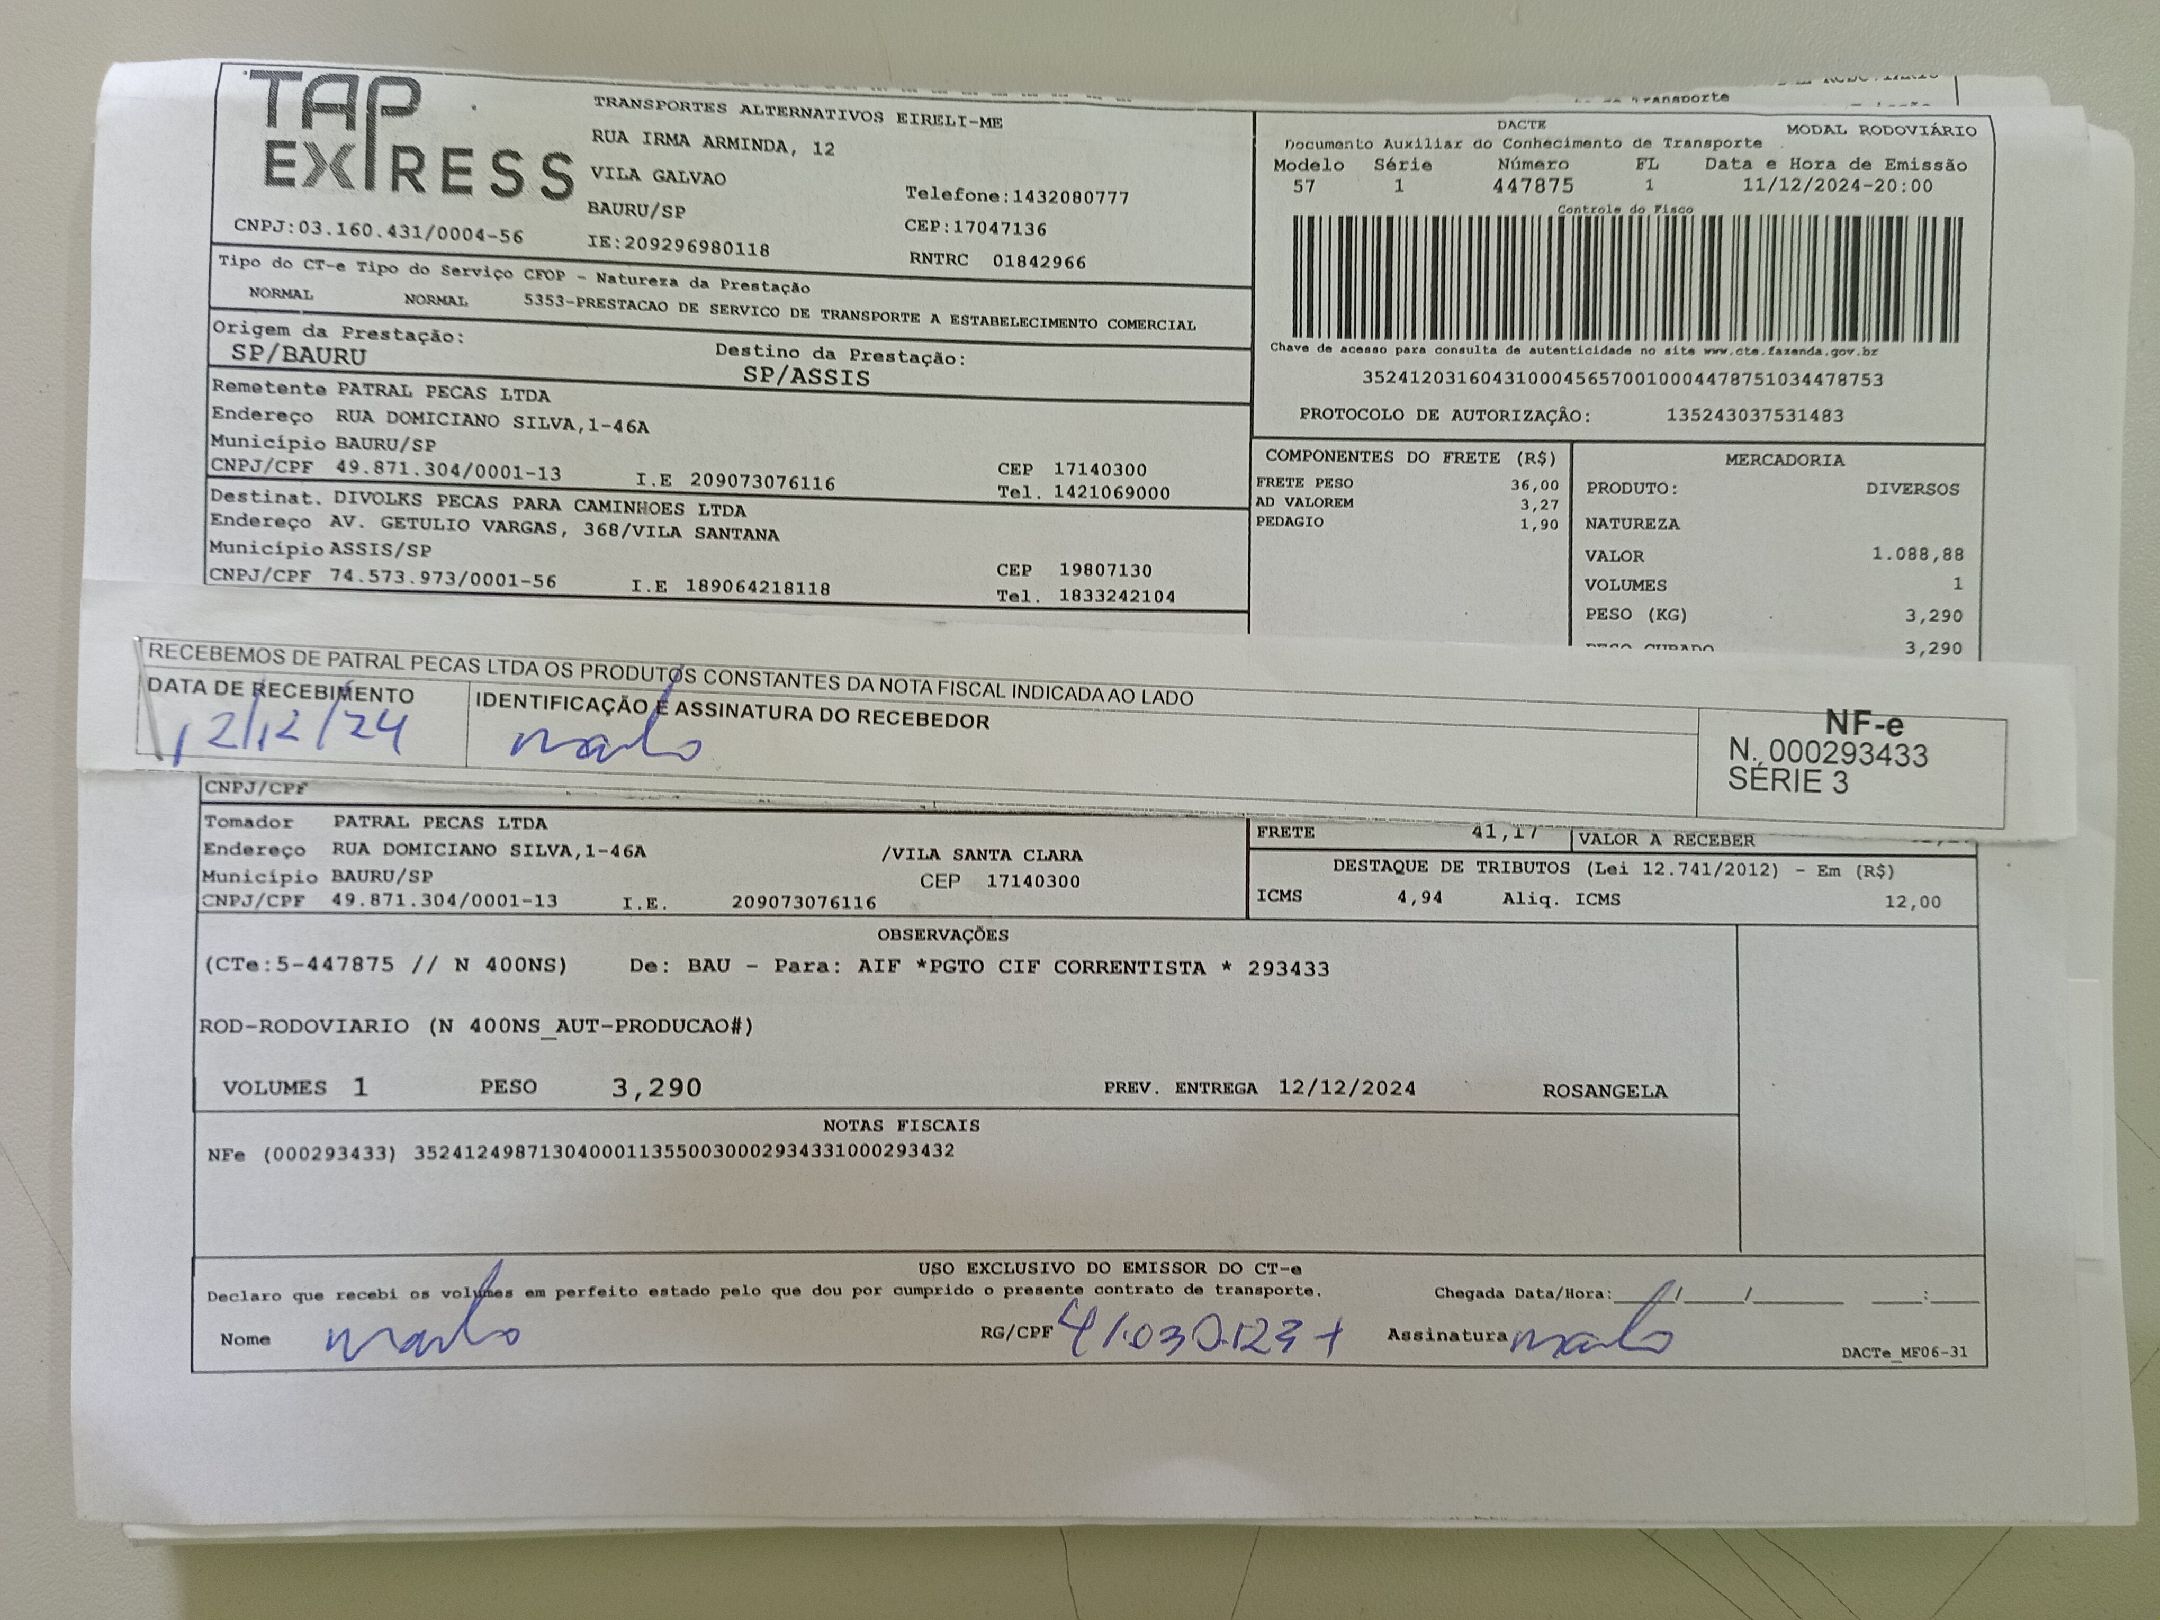 TAP
EXPRESS
CNPJ:03.160.431/0004-56
TRANSPORTES ALTERNATIVOS EIRELI-ME
RUA IRMA ARMINDA, 12
VILA GALVAO
BAURU/SP
IE:209296980118
Telefone:1432080777
CEP:17047136
RNTRC 01842966
Transporte
DACTE
MODAL RODOVIÁRIO
Documento Auxiliar do Conhecimento de Transporte
Modelo Série Número FL Data e Hora de Emissão
57 1 447875 1 11/12/2024-20:00
Controle do Fisco
Chave de acesso para consulta de autenticidade no site www.cte.fazenda.gov.bz
35241203160431000456570010004478751034478753
PROTOCOLO DE AUTORIZAÇÃO: 135243037531483
Tipo do CT-e Tipo do Serviço CFOP - Natureza da Prestação
NORMAL NORMAL 5353-PRESTACAO DE SERVICO DE TRANSPORTE A ESTABELECIMENTO COMERCIAL
Origem da Prestação: Destino da Prestação:
SP/BAURU SP/ASSIS
Remetente PATRAL PECAS LTDA
Endereço RUA DOMICIANO SILVA,1-46A
Município BAURU/SP
CNPJ/CPF 49.871.304/0001-13 I.E 209073076116
CEP 17140300
Tel. 1421069000
Destinat. DIVOLKS PECAS PARA CAMINHOES LTDA
Endereço AV. GETULIO VARGAS, 368/VILA SANTANA
Município ASSIS/SP
CNPJ/CPF 74.573.973/0001-56 I.E 189064218118
CEP 19807130
Tel. 1833242104
COMPONENTES DO FRETE (R$)
FRETE PESO 36,00
AD VALOREM 3,27
PEDAGIO 1,90
MERCADORIA
PRODUTO: DIVERSOS
NATUREZA
VALOR 1.088,88
VOLUMES 1
PESO (KG) 3,290
PESO CUBADO 3,290
RECEBEMOS DE PATRAL PECAS LTDA OS PRODUTOS CONSTANTES DA NOTA FISCAL INDICADA AO LADO
DATA DE RECEBIMENTO
12/12/24
IDENTIFICAÇÃO E ASSINATURA DO RECEBEDOR
NF-e
N. 000293433
SÉRIE 3
CNPJ/CPF
Tomador PATRAL PECAS LTDA
Endereço RUA DOMICIANO SILVA,1-46A /VILA SANTA CLARA
Município BAURU/SP CEP 17140300
CNPJ/CPF 49.871.304/0001-13 I.E. 209073076116
FRETE 41,17 VALOR A RECEBER
DESTAQUE DE TRIBUTOS (Lei 12.741/2012) - Em (R$)
ICMS 4,94 Aliq. ICMS 12,00
OBSERVAÇÕES
(CTe:5-447875 // N 400NS) De: BAU - Para: AIF *PGTO CIF CORRENTISTA * 293433
ROD-RODOVIARIO (N 400NS_AUT-PRODUCAO#)
VOLUMES 1 PESO 3,290 PREV. ENTREGA 12/12/2024 ROSANGELA
NOTAS FISCAIS
NFe (000293433) 35241249871304000113550030002934331000293432
USO EXCLUSIVO DO EMISSOR DO CT-e
Declaro que recebi os volumes em perfeito estado pelo que dou por cumprido o presente contrato de transporte.
Chegada Data/Hora:____/____/____ ____:____
Nome RG/CPF Assinatura
DACTe_MF06-31